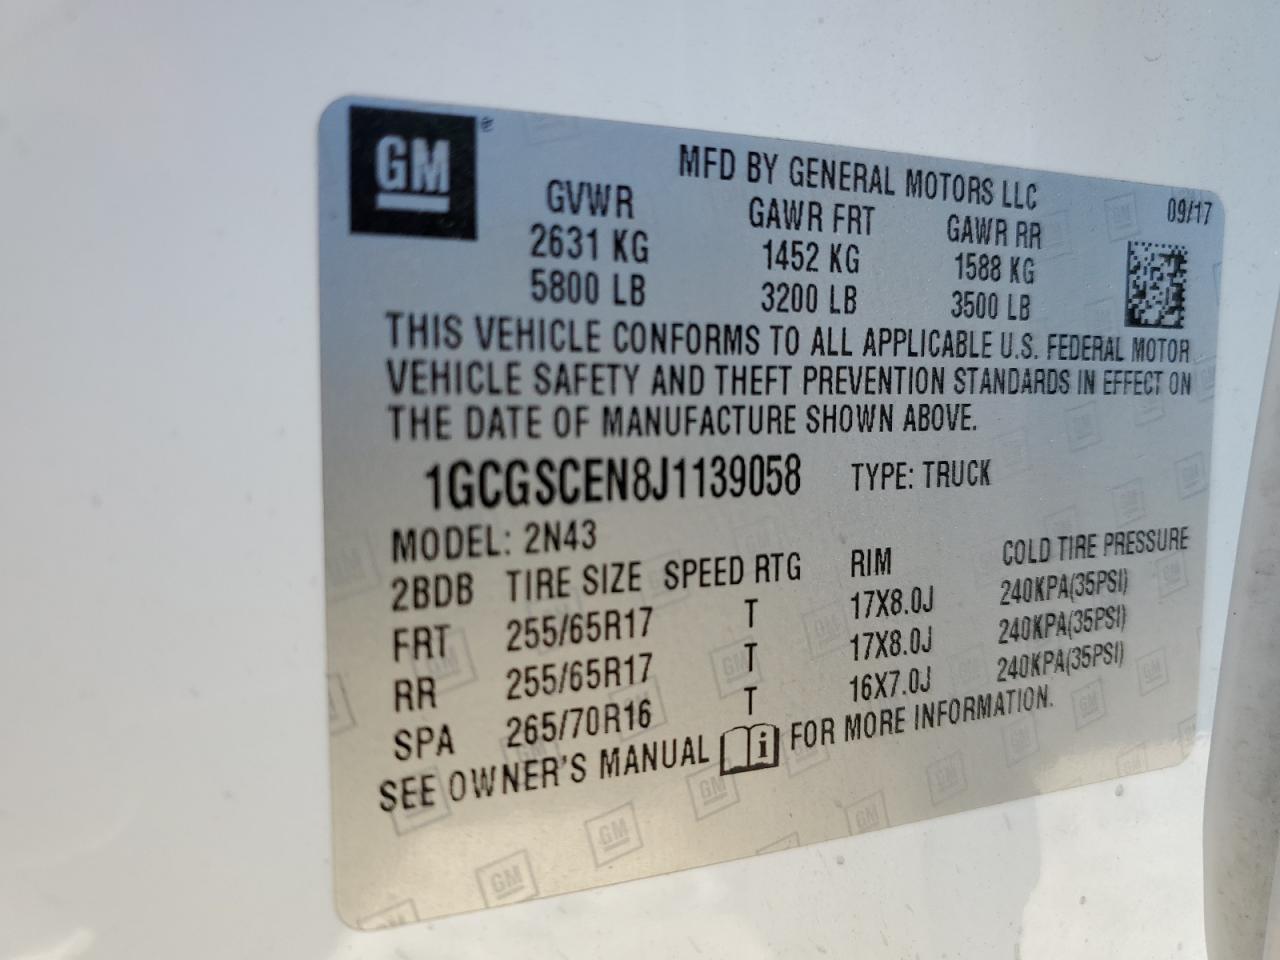 GM
MFD BY GENERAL MOTORS LLC
09/17
GVWR GAWR FRT GAWR RR
2631 KG 1452 KG 1588 KG
5800 LB 3200 LB 3500 LB
THIS VEHICLE CONFORMS TO ALL APPLICABLE U.S. FEDERAL MOTOR
VEHICLE SAFETY AND THEFT PREVENTION STANDARDS IN EFFECT ON
THE DATE OF MANUFACTURE SHOWN ABOVE.
1GCGSCEN8J1139058 TYPE: TRUCK
MODEL: 2N43
2BDB TIRE SIZE SPEED RTG RIM COLD TIRE PRESSURE
FRT 255/65R17 T 17X8.0J 240KPA(35PSI)
RR 255/65R17 T 17X8.0J 240KPA(35PSI)
SPA 265/70R16 T 16X7.0J 240KPA(35PSI)
SEE OWNER'S MANUAL i FOR MORE INFORMATION.